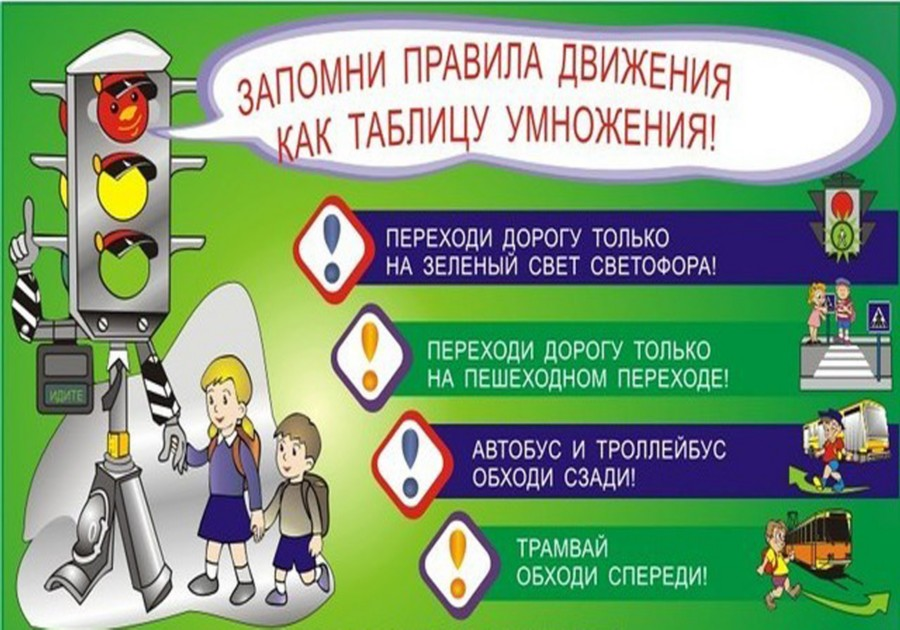 ЗАПОМНИ ПРАВИЛА ДВИЖЕНИЯ
КАК ТАБЛИЦУ УМНОЖЕНИЯ!
ПЕРЕХОДИ ДОРОГУ ТОЛЬКО
НА ЗЕЛЕНЫЙ СВЕТ СВЕТОФОРА!
ПЕРЕХОДИ ДОРОГУ ТОЛЬКО
НА ПЕШЕХОДНОМ ПЕРЕХОДЕ!
ИДИТЕ
АВТОБУС И ТРОЛЛЕЙБУС
ОБХОДИ СЗАДИ!
ТРАМВАЙ
ОБХОДИ СПЕРЕДИ!